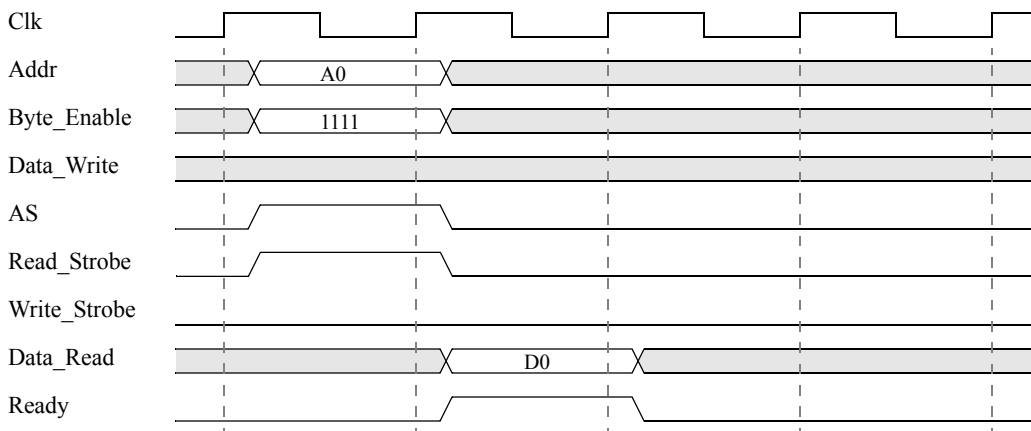 Clk
Addr
A0
Byte_Enable
1111
Data_Write
AS
Read_Strobe
Write_Strobe
Data_Read
D0
Ready